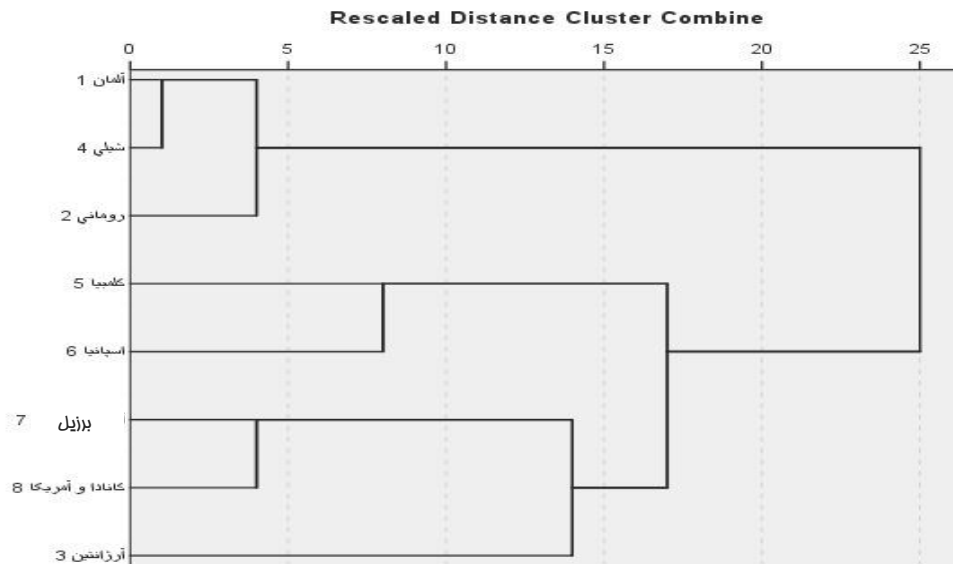 Rescaled Distance Cluster Combine
0 5 10 15 20 25
آلمان 1
شیلی 4
رومانی 2
کلمبیا 5
اسپانیا 6
برزیل 7
کانادا و آمریکا 8
آرژانتین 3